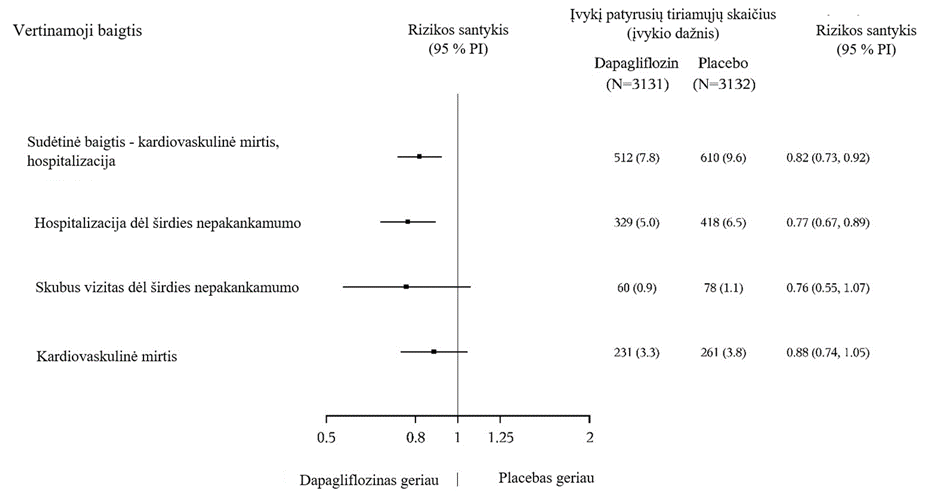 Vertinamoji baigtis
Rizikos santykis
(95 % PI)
Įvykį patyrusių tiriamųjų skaičius
(įvykio dažnis)
Dapagliflozin
(N=3131)
Placebo
(N=3132)
Rizikos santykis
(95 % PI)
Sudėtinė baigtis - kardiovaskulinė mirtis,
hospitalizacija
512 (7.8) 610 (9.6) 0.82 (0.73, 0.92)
Hospitalizacija dėl širdies nepakankamumo 329 (5.0) 418 (6.5) 0.77 (0.67, 0.89)
Skubus vizitas dėl širdies nepakankamumo 60 (0.9) 78 (1.1) 0.76 (0.55, 1.07)
Kardiovaskulinė mirtis 231 (3.3) 261 (3.8) 0.88 (0.74, 1.05)
0.5 0.8 1 1.25 2
Dapagliflozinas geriau | Placebas geriau